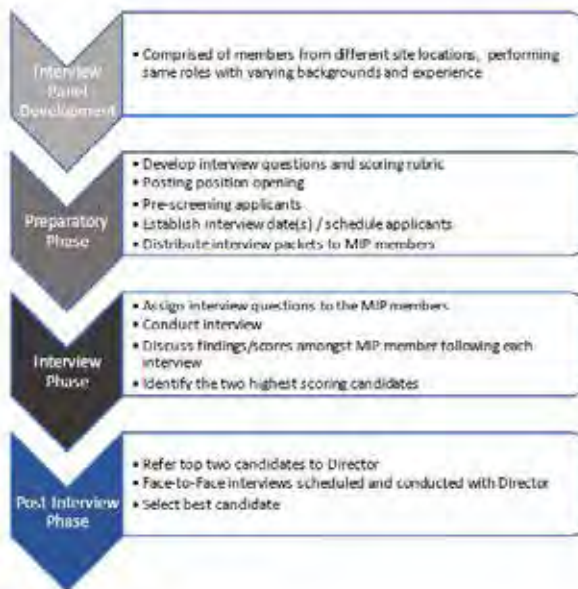 Interview
Panel
Development
• Comprised of members from different site locations, performing
same roles with varying backgrounds and experience
Preparatory
Phase
• Develop interview questions and scoring rubric
• Posting position opening
• Pre-screening applicants
• Establish interview date(s) / schedule applicants
• Distribute interview packets to MIP members
Interview
Phase
• Assign interview questions to the MIP members
• Conduct interview
• Discuss findings/scores amongst MIP member following each
interview
• Identify the two highest scoring candidates
Post Interview
Phase
• Refer top two candidates to Director
• Face-to-Face interviews scheduled and conducted with Director
• Select best candidate